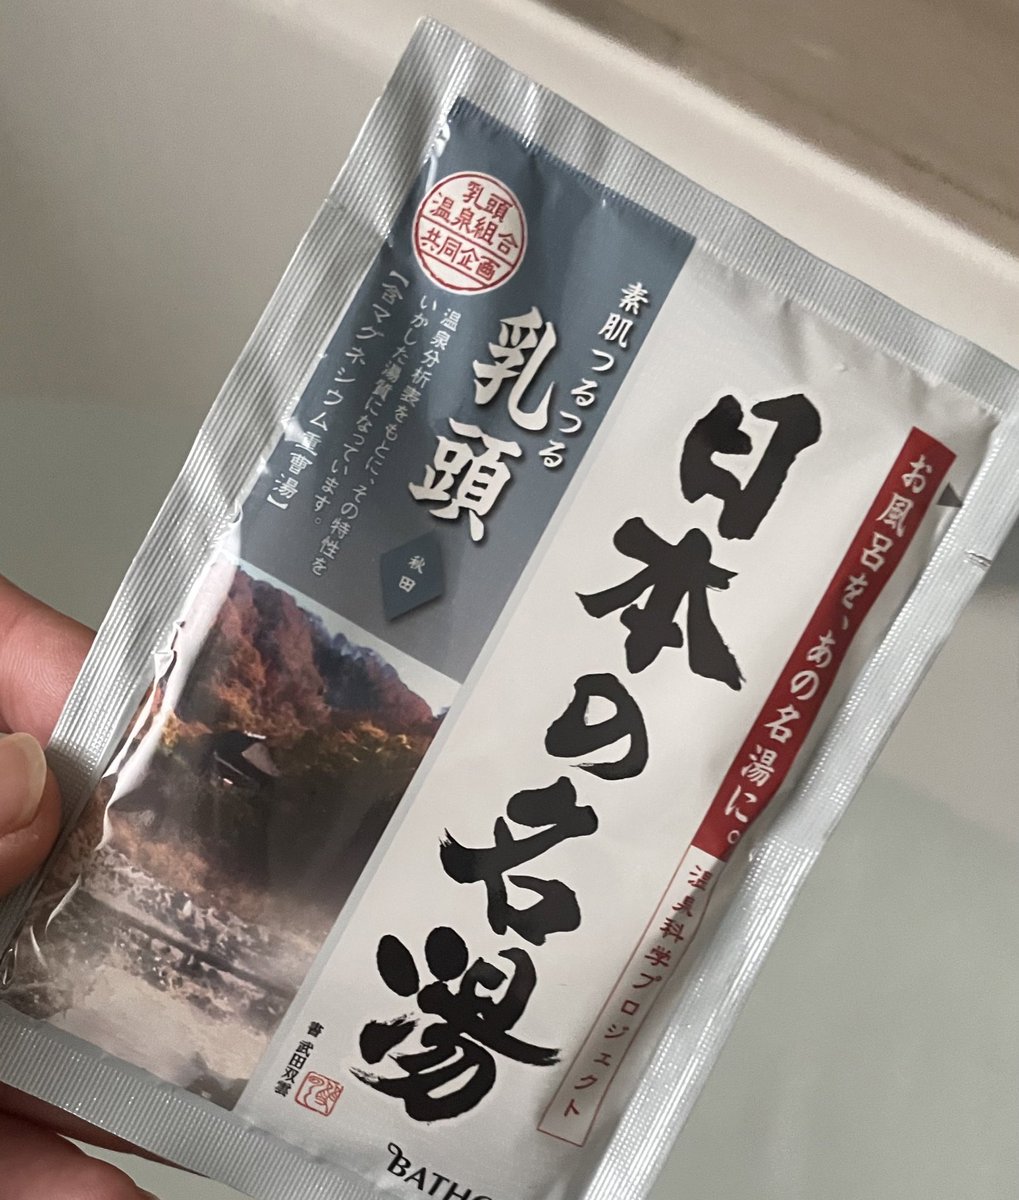 お風呂を、あの名湯に。
温泉科学プロジェクト
日本の名湯
素肌つるつる
乳頭
秋田
温泉分析表をもとに、その特性を
いかした湯質になっています。
【含マグネシウム重曹湯】
乳頭
温泉組合
共同企画
書 武田双雲